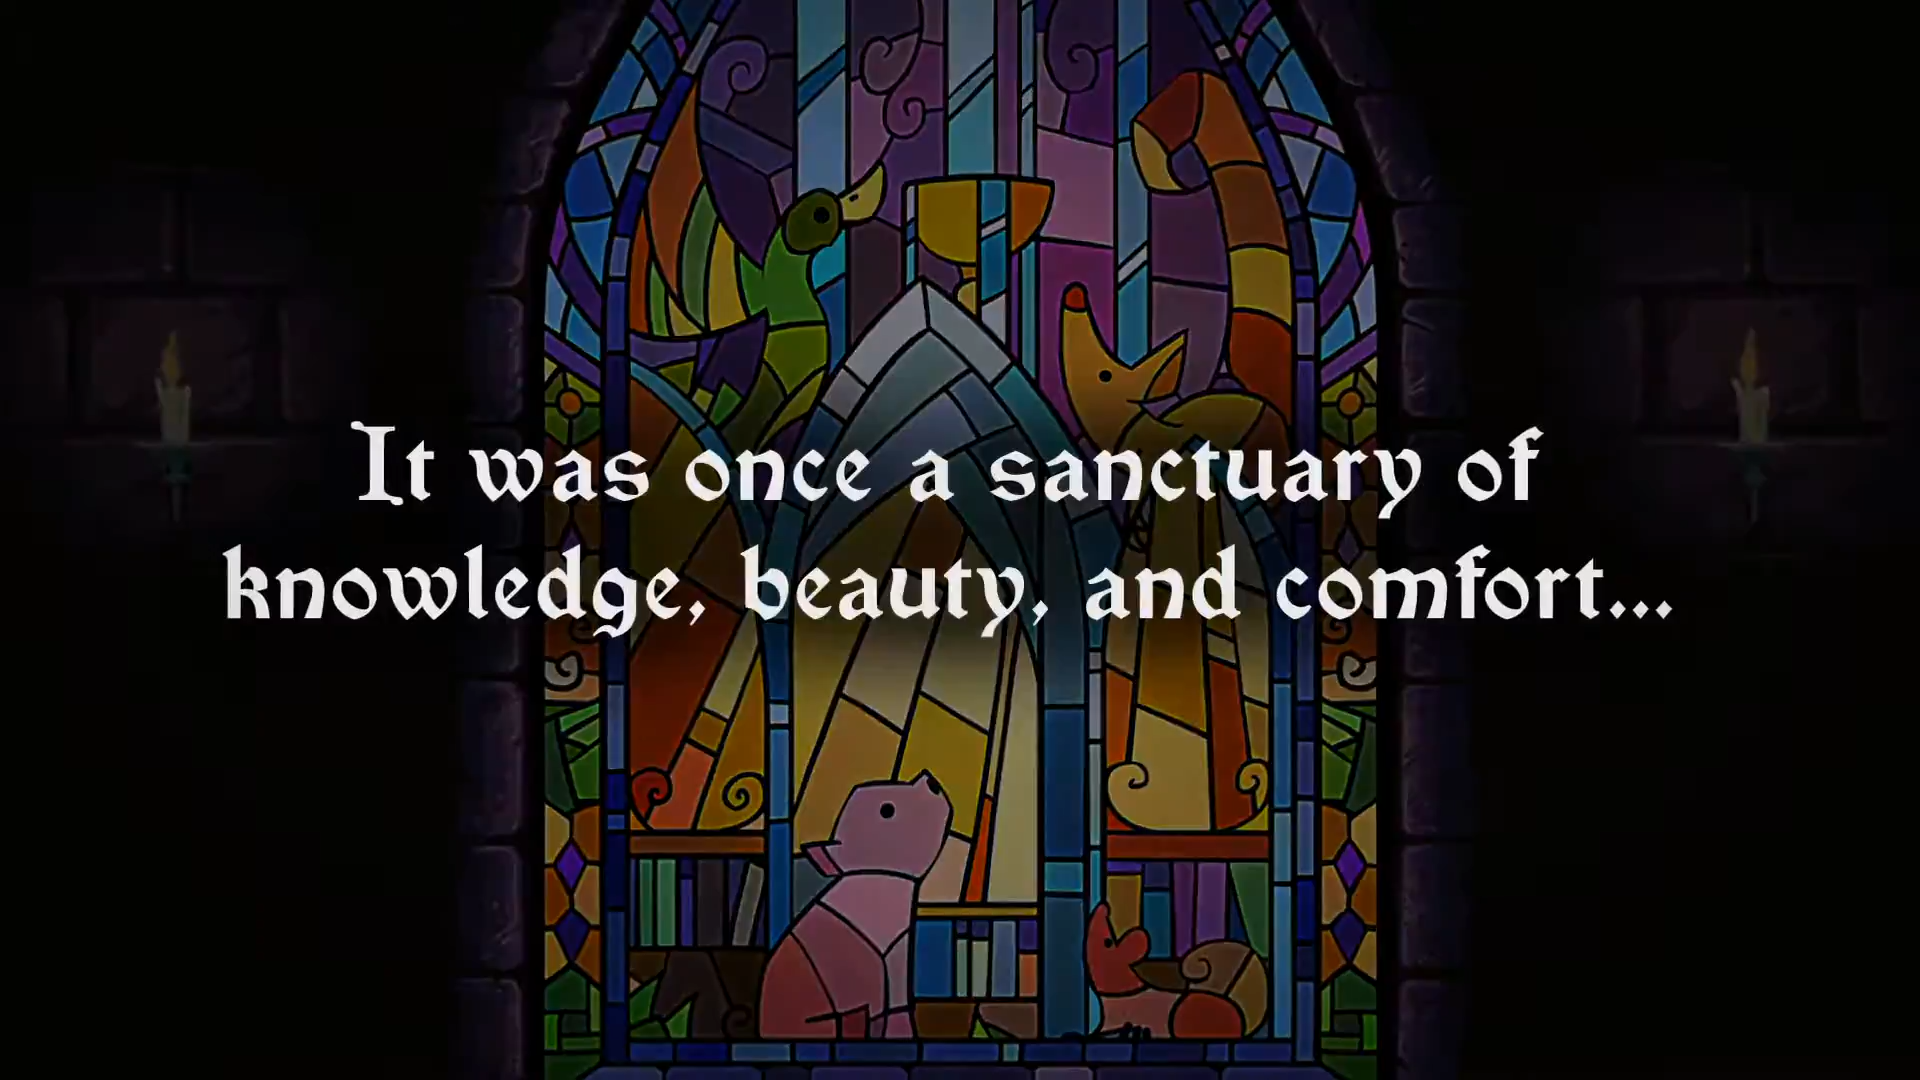 It was once a sanctuary of
knowledge, beauty, and comfort...